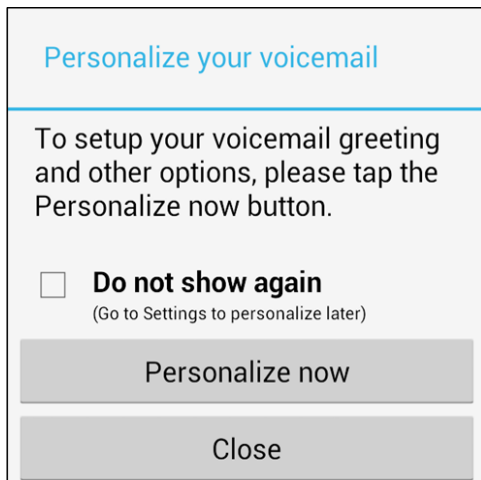 Personalize your voicemail
To setup your voicemail greeting
and other options, please tap the
Personalize now button.
Do not show again
(Go to Settings to personalize later)
Personalize now
Close